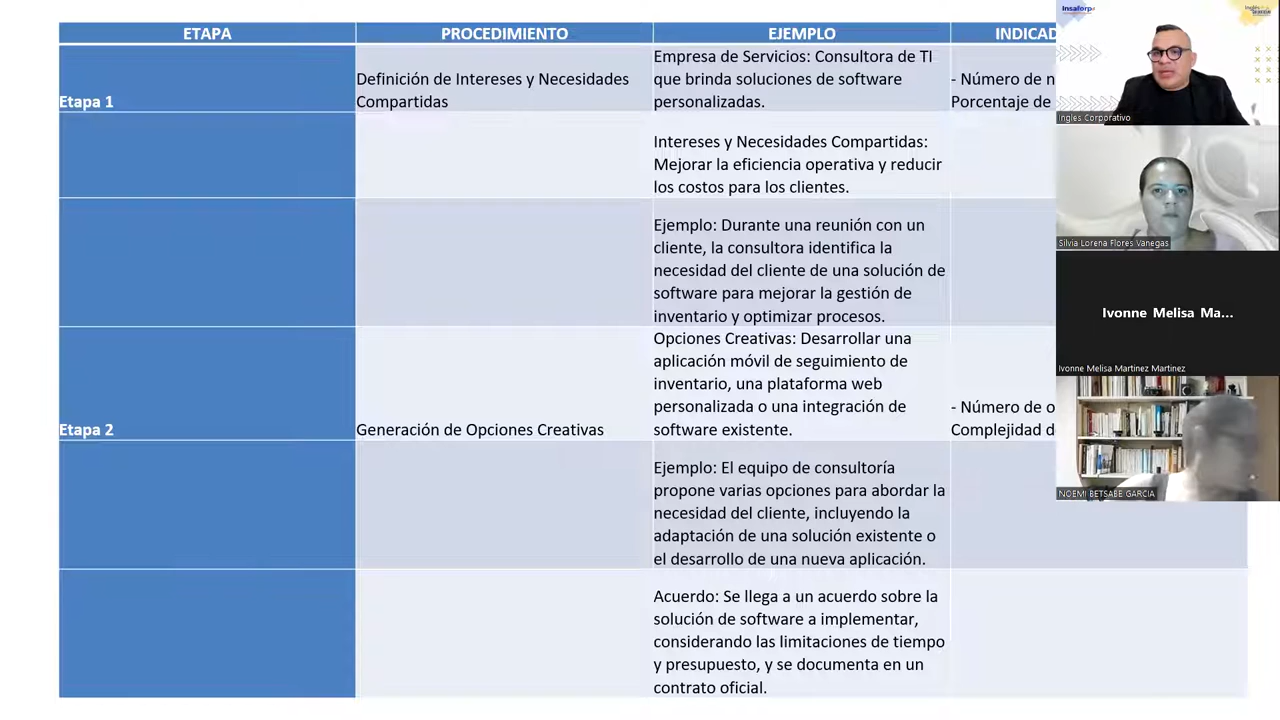 ETAPA
PROCEDIMIENTO
EJEMPLO
INDICAD
Etapa 1
Definición de Intereses y Necesidades
Compartidas
Empresa de Servicios: Consultora de TI
que brinda soluciones de software
personalizadas.
- Número de n
Porcentaje de
Intereses y Necesidades Compartidas:
Mejorar la eficiencia operativa y reducir
los costos para los clientes.
Ejemplo: Durante una reunión con un
cliente, la consultora identifica la
necesidad del cliente de una solución de
software para mejorar la gestión de
inventario y optimizar procesos.
Etapa 2
Generación de Opciones Creativas
Opciones Creativas: Desarrollar una
aplicación móvil de seguimiento de
inventario, una plataforma web
personalizada o una integración de
software existente.
- Número de o
Complejidad d
Ejemplo: El equipo de consultoría
propone varias opciones para abordar la
necesidad del cliente, incluyendo la
adaptación de una solución existente o
el desarrollo de una nueva aplicación.
Acuerdo: Se llega a un acuerdo sobre la
solución de software a implementar,
considerando las limitaciones de tiempo
y presupuesto, y se documenta en un
contrato oficial.
Insaforp
Ingles Corporativo
Silvia Lorena Flores Vanegas
Ivonne Melisa Ma...
Ivonne Melisa Martinez Martinez
NOEMI BETSABE GARCIA